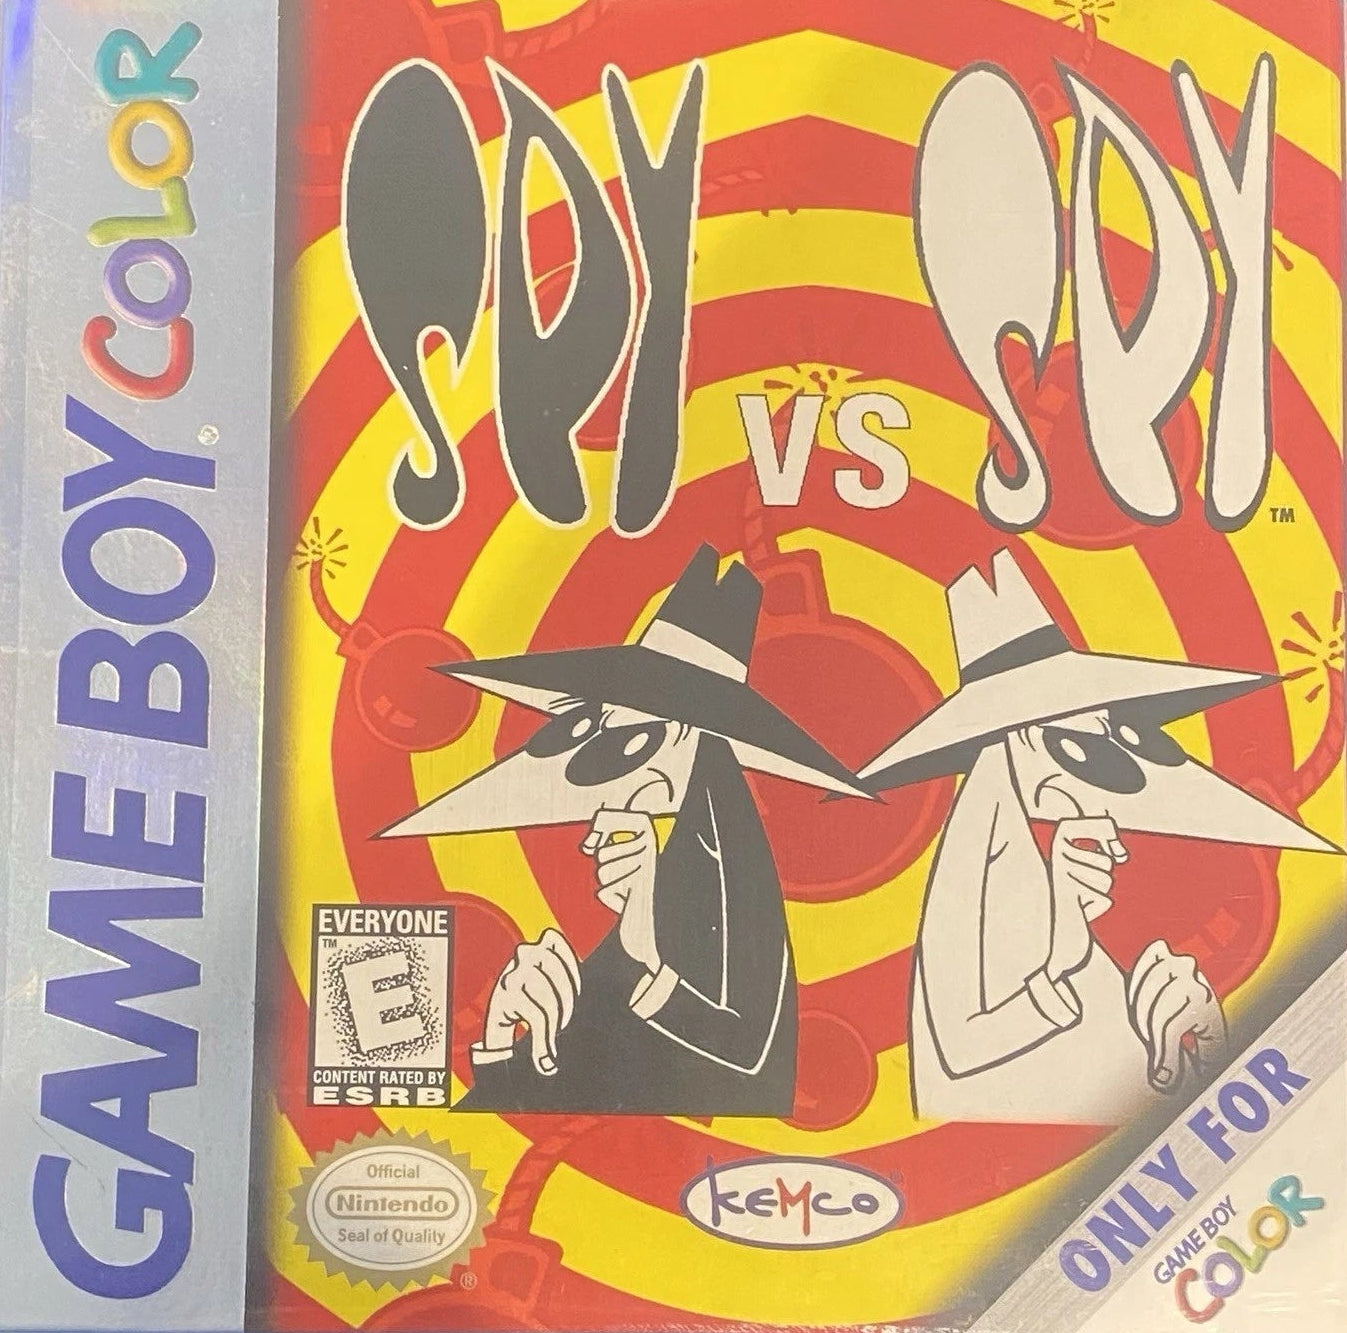 GAME BOY COLOR
SPY VS SPY™
EVERYONE
™
E
CONTENT RATED BY
ESRB
Official
Nintendo
Seal of Quality
®
KEMCO
ONLY FOR
GAME BOY
COLOR